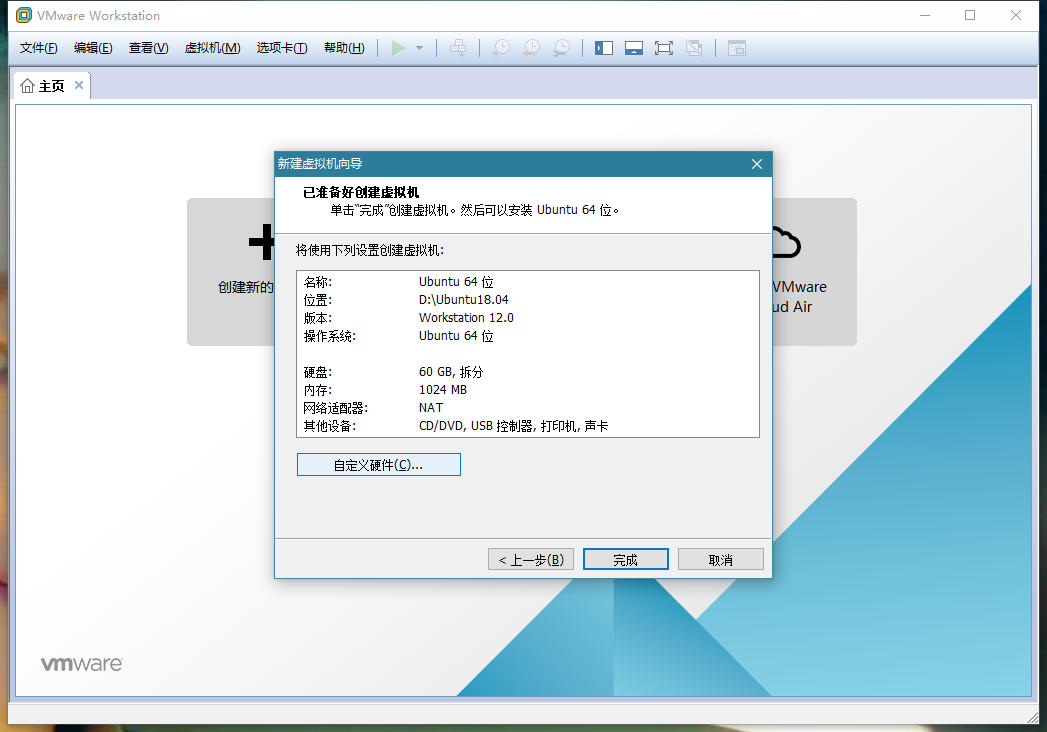 VMware Workstation
文件(F) 编辑(E) 查看(V) 虚拟机(M) 选项卡(T) 帮助(H)
主页
创建新的
VMware
ud Air
新建虚拟机向导
已准备好创建虚拟机
单击“完成”创建虚拟机。然后可以安装 Ubuntu 64 位。
将使用下列设置创建虚拟机:
名称: Ubuntu 64 位
位置: D:\Ubuntu18.04
版本: Workstation 12.0
操作系统: Ubuntu 64 位
硬盘: 60 GB, 拆分
内存: 1024 MB
网络适配器: NAT
其他设备: CD/DVD, USB 控制器, 打印机, 声卡
自定义硬件(C)...
< 上一步(B) 完成 取消
vmware